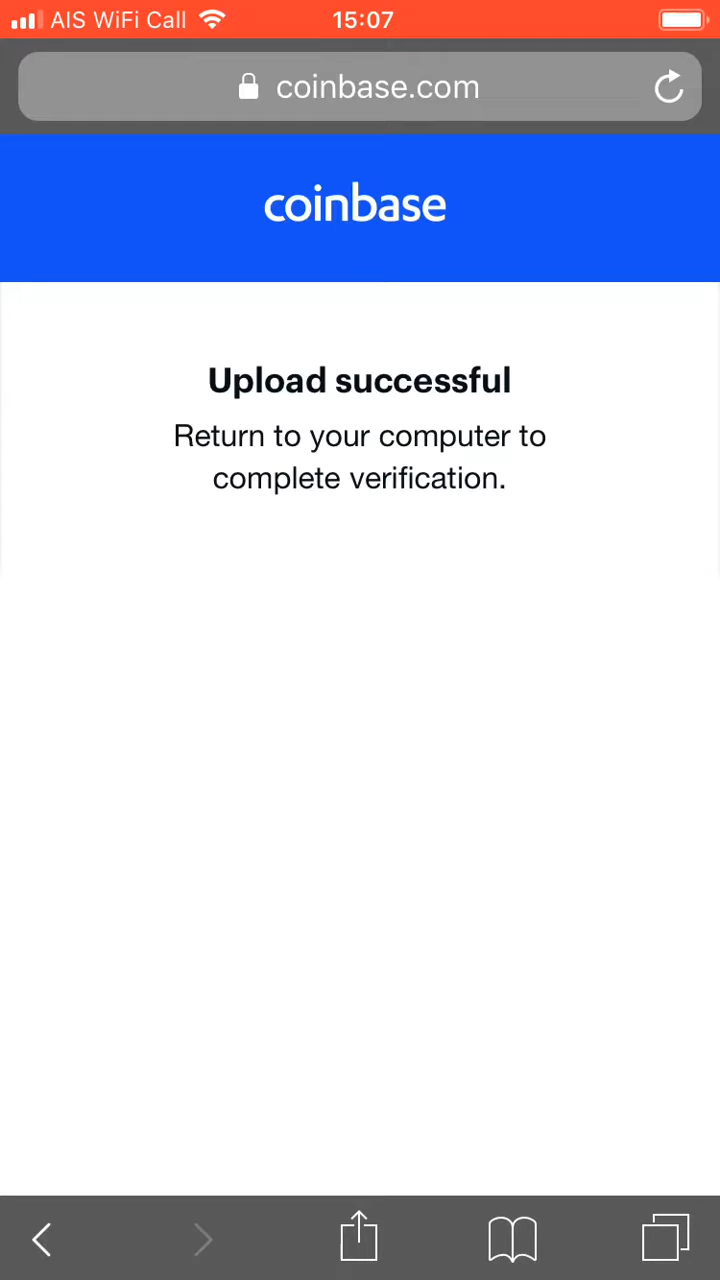 AIS WiFi Call 15:07
coinbase.com
coinbase
Upload successful
Return to your computer to
complete verification.